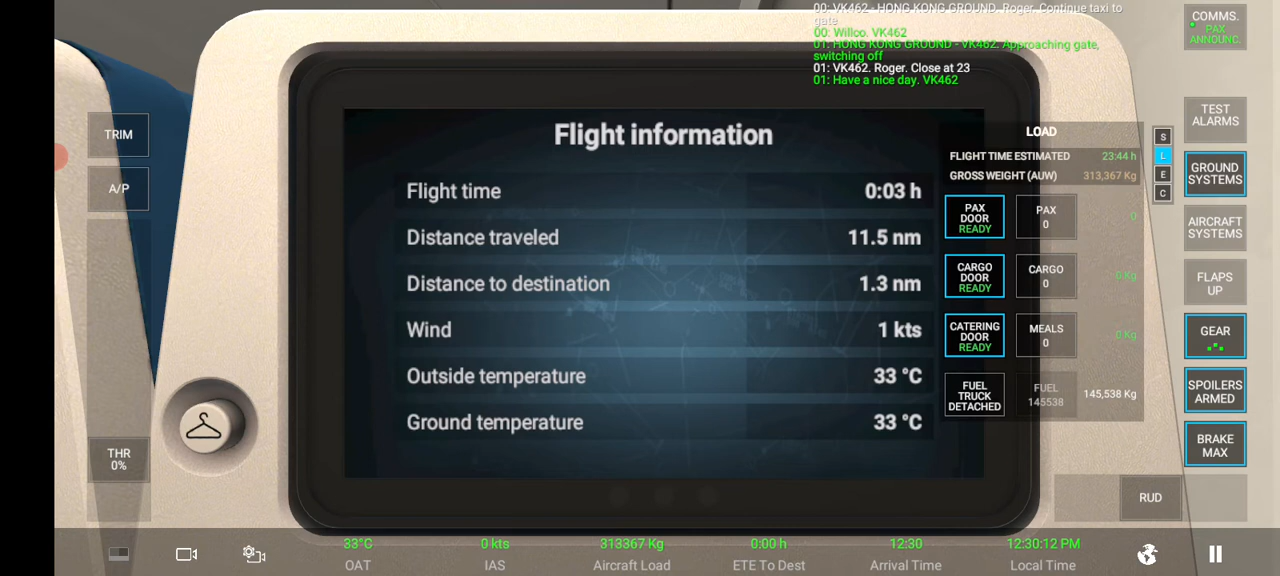 00: VK462 - HONG KONG GROUND. Roger. Continue taxi to
gate
00: Willco. VK462
01: HONG KONG GROUND - VK462. Approaching gate,
switching off
01: VK462. Roger. Close at 23
01: Have a nice day. VK462
COMMS.
PAX
ANNOUNC.
TRIM
A/P
THR
0%
Flight information
Flight time 0:03 h
Distance traveled 11.5 nm
Distance to destination 1.3 nm
Wind 1 kts
Outside temperature 33 °C
Ground temperature 33 °C
LOAD
FLIGHT TIME ESTIMATED 23:44 h
GROSS WEIGHT (AUW) 313,367 Kg
PAX
DOOR
READY
PAX
0
0
CARGO
DOOR
READY
CARGO
0
0 Kg
CATERING
DOOR
READY
MEALS
0
0 Kg
FUEL
TRUCK
DETACHED
FUEL
145538
145,538 Kg
S
L
E
C
TEST
ALARMS
GROUND
SYSTEMS
AIRCRAFT
SYSTEMS
FLAPS
UP
GEAR
SPOILERS
ARMED
BRAKE
MAX
RUD
33°C
OAT
0 kts
IAS
313367 Kg
Aircraft Load
0:00 h
ETE To Dest
12:30
Arrival Time
12:30:12 PM
Local Time